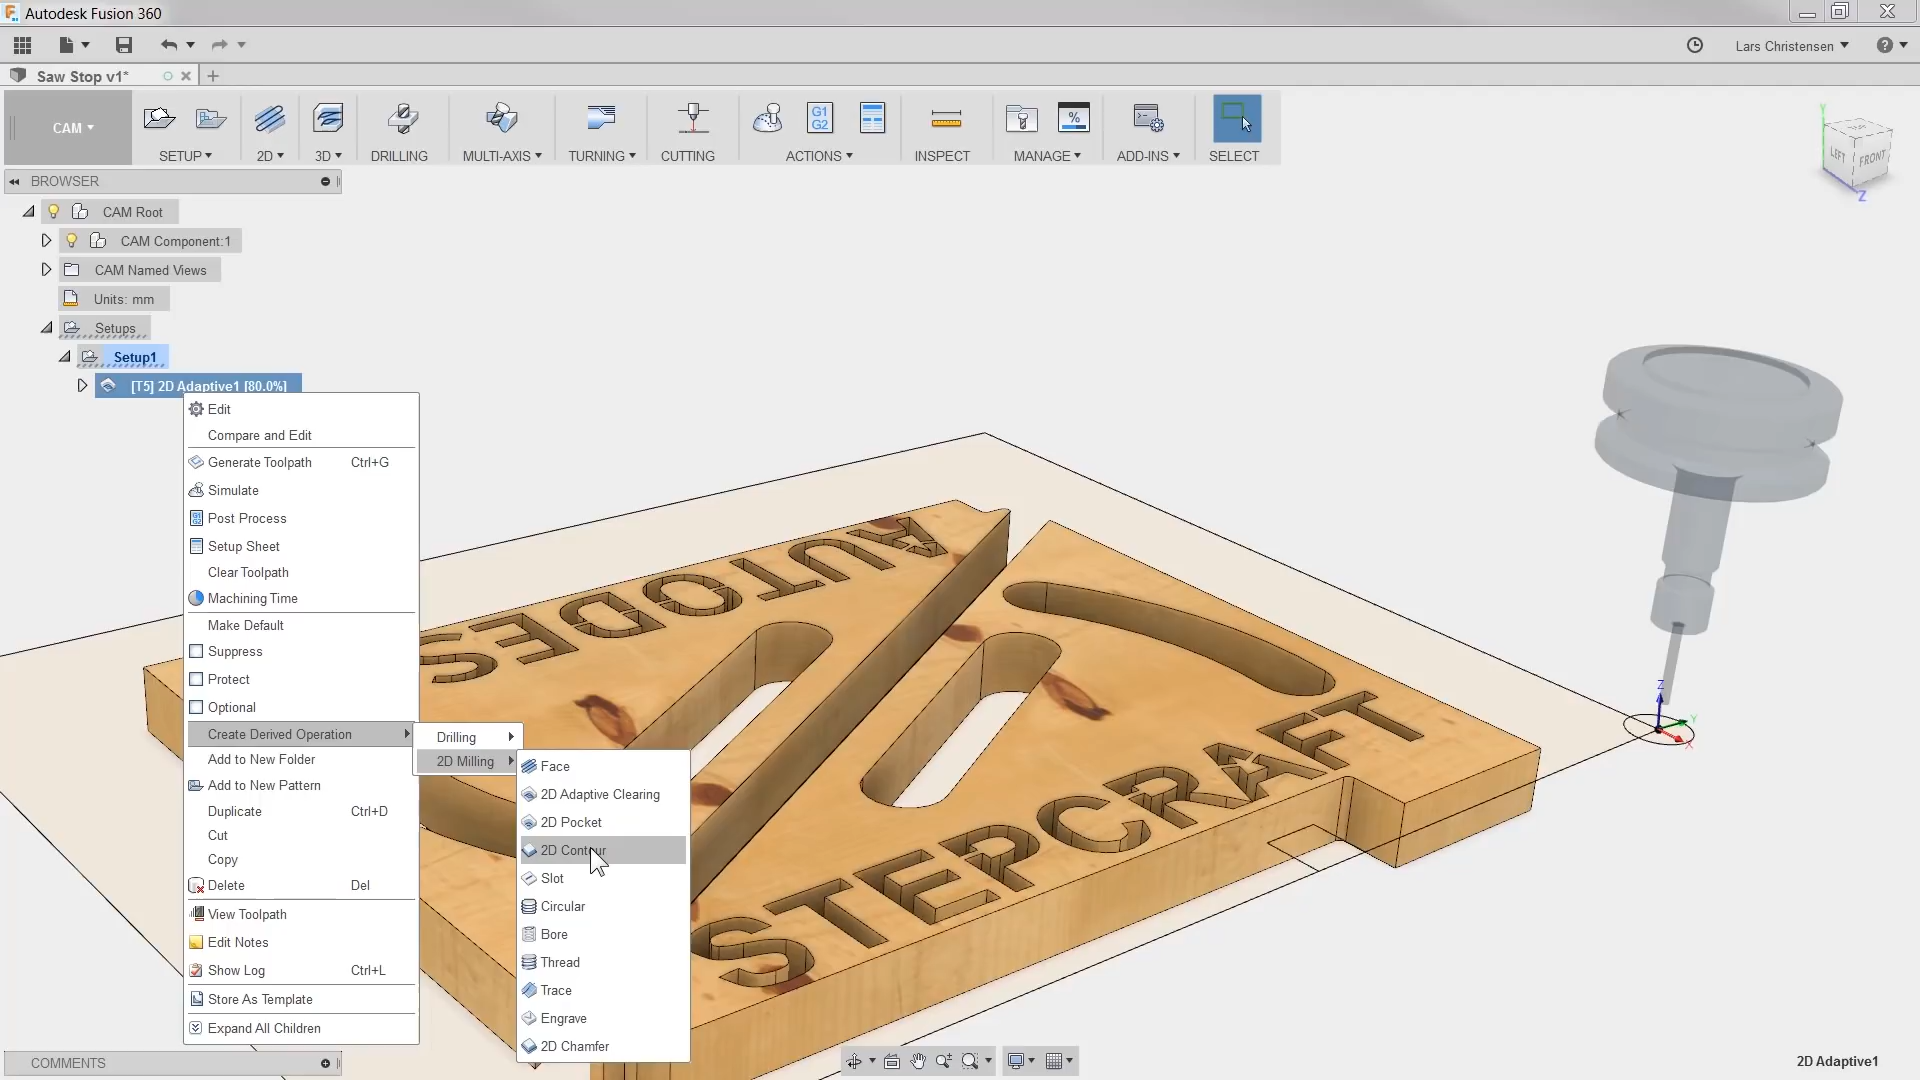 Autodesk Fusion 360
Lars Christensen
Saw Stop v1*
CAM
G1
G2
%
SETUP
2D
3D
DRILLING
MULTI-AXIS
TURNING
CUTTING
ACTIONS
INSPECT
MANAGE
ADD-INS
SELECT
Y
LEFT
FRONT
Z
BROWSER
CAM Root
CAM Component:1
CAM Named Views
Units: mm
Setups
Setup1
[T5] 2D Adaptive1 [80.0%]
Edit
Compare and Edit
Generate Toolpath Ctrl+G
Simulate
Post Process
Setup Sheet
Clear Toolpath
Machining Time
Make Default
Suppress
Protect
Optional
Create Derived Operation
Add to New Folder
Add to New Pattern
Duplicate Ctrl+D
Cut
Copy
Delete Del
View Toolpath
Edit Notes
Show Log Ctrl+L
Store As Template
Expand All Children
Drilling
2D Milling
Face
2D Adaptive Clearing
2D Pocket
2D Contour
Slot
Circular
Bore
Thread
Trace
Engrave
2D Chamfer
AUTODES
STEPCRAFT
Z
Y
X
COMMENTS
2D Adaptive1